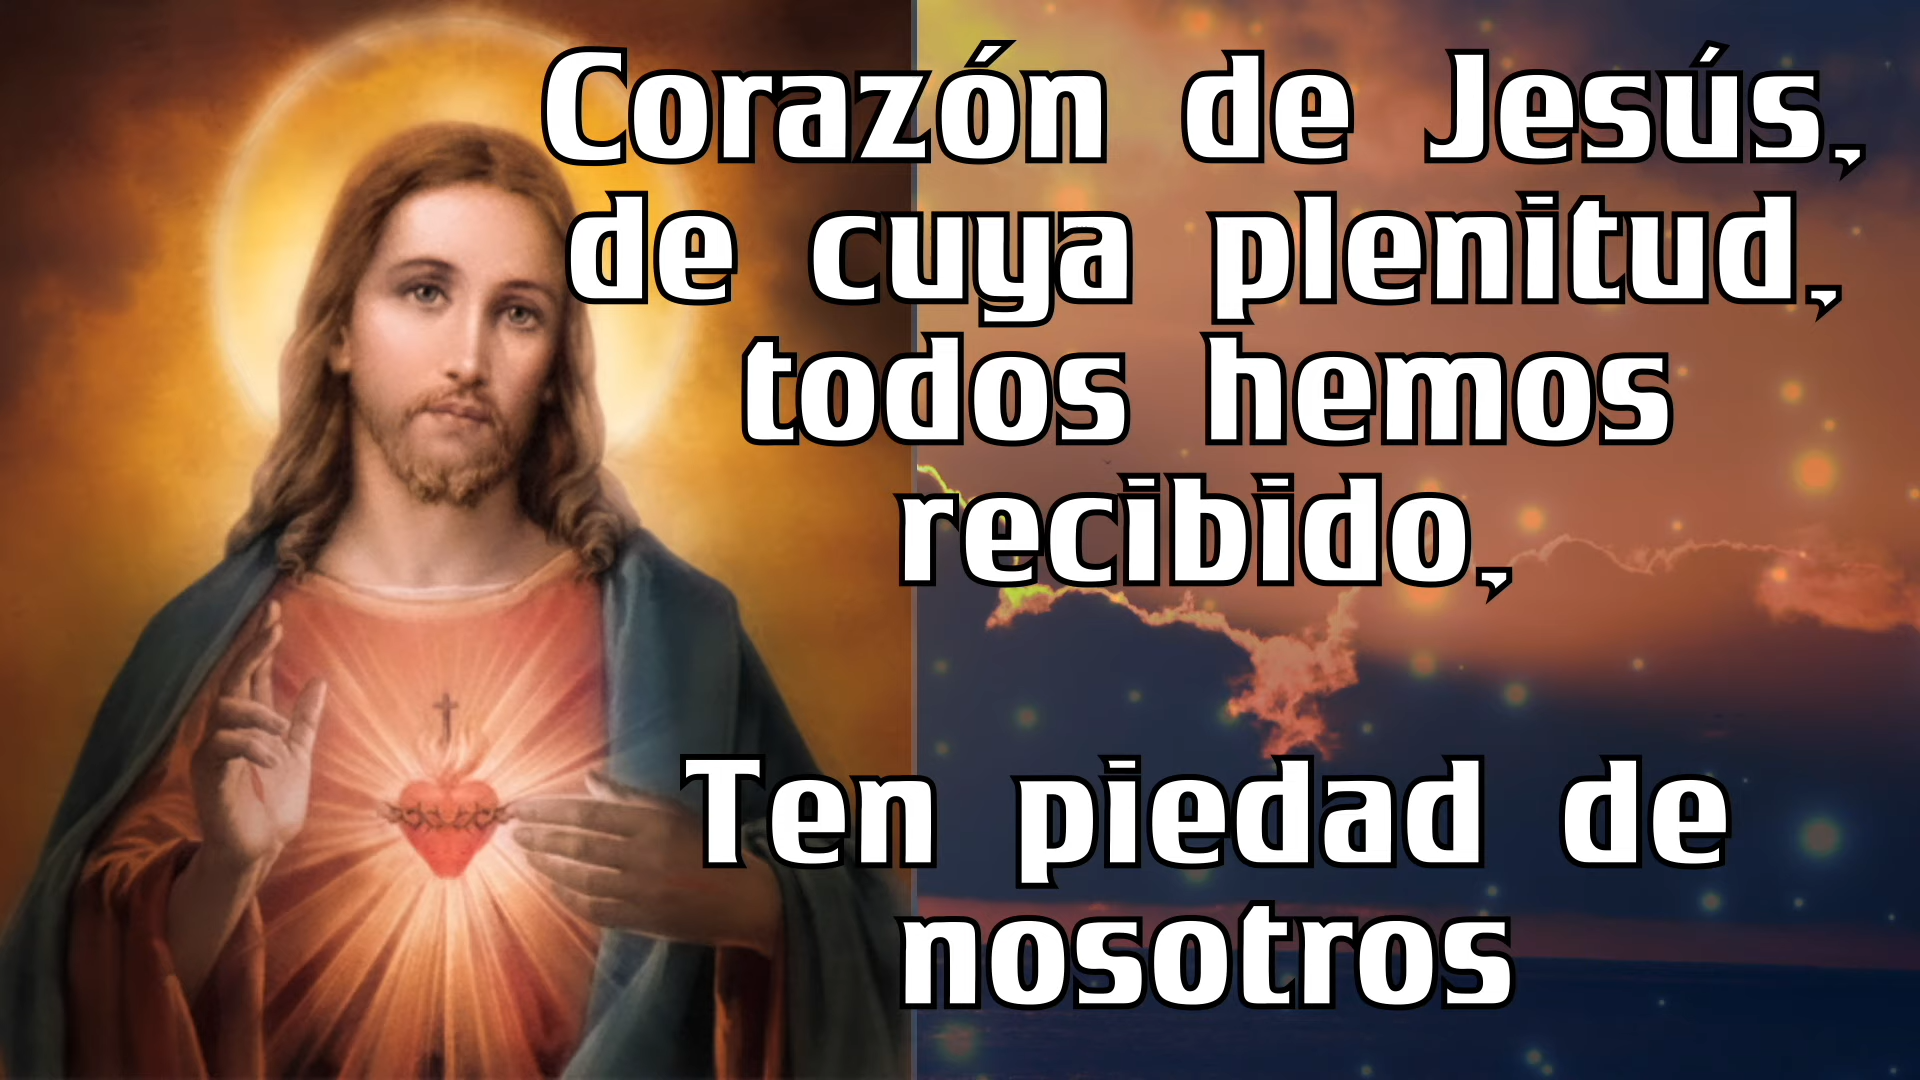 Corazón de Jesús,
de cuya plenitud,
todos hemos
recibido,
Ten piedad de
nosotros